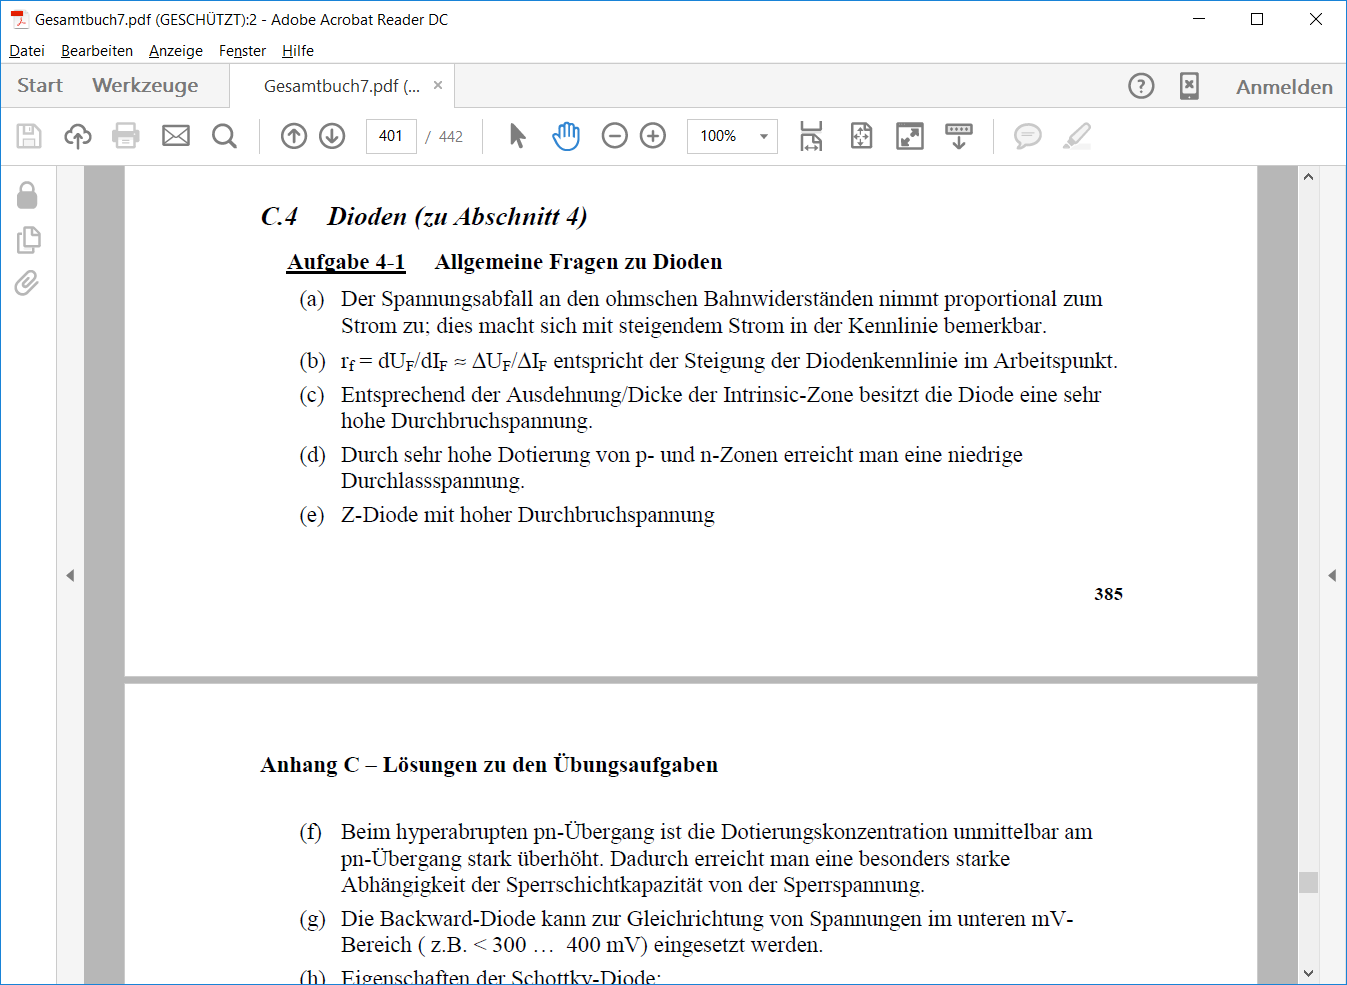 Gesamtbuch7.pdf (GESCHÜTZT):2 - Adobe Acrobat Reader DC
Datei Bearbeiten Anzeige Fenster Hilfe
Start Werkzeuge Gesamtbuch7.pdf (... × ? Anmelden
401 / 442 100%
C.4 Dioden (zu Abschnitt 4)
Aufgabe 4-1 Allgemeine Fragen zu Dioden
(a) Der Spannungsabfall an den ohmschen Bahnwiderständen nimmt proportional zum
Strom zu; dies macht sich mit steigendem Strom in der Kennlinie bemerkbar.
(b) rf = dUF/dIF ≈ ΔUF/ΔIF entspricht der Steigung der Diodenkennlinie im Arbeitspunkt.
(c) Entsprechend der Ausdehnung/Dicke der Intrinsic-Zone besitzt die Diode eine sehr
hohe Durchbruchspannung.
(d) Durch sehr hohe Dotierung von p- und n-Zonen erreicht man eine niedrige
Durchlassspannung.
(e) Z-Diode mit hoher Durchbruchspannung
385
Anhang C – Lösungen zu den Übungsaufgaben
(f) Beim hyperabrupten pn-Übergang ist die Dotierungskonzentration unmittelbar am
pn-Übergang stark überhöht. Dadurch erreicht man eine besonders starke
Abhängigkeit der Sperrschichtkapazität von der Sperrspannung.
(g) Die Backward-Diode kann zur Gleichrichtung von Spannungen im unteren mV-
Bereich ( z.B. < 300 … 400 mV) eingesetzt werden.
(h) Eigenschaften der Schottky-Diode: